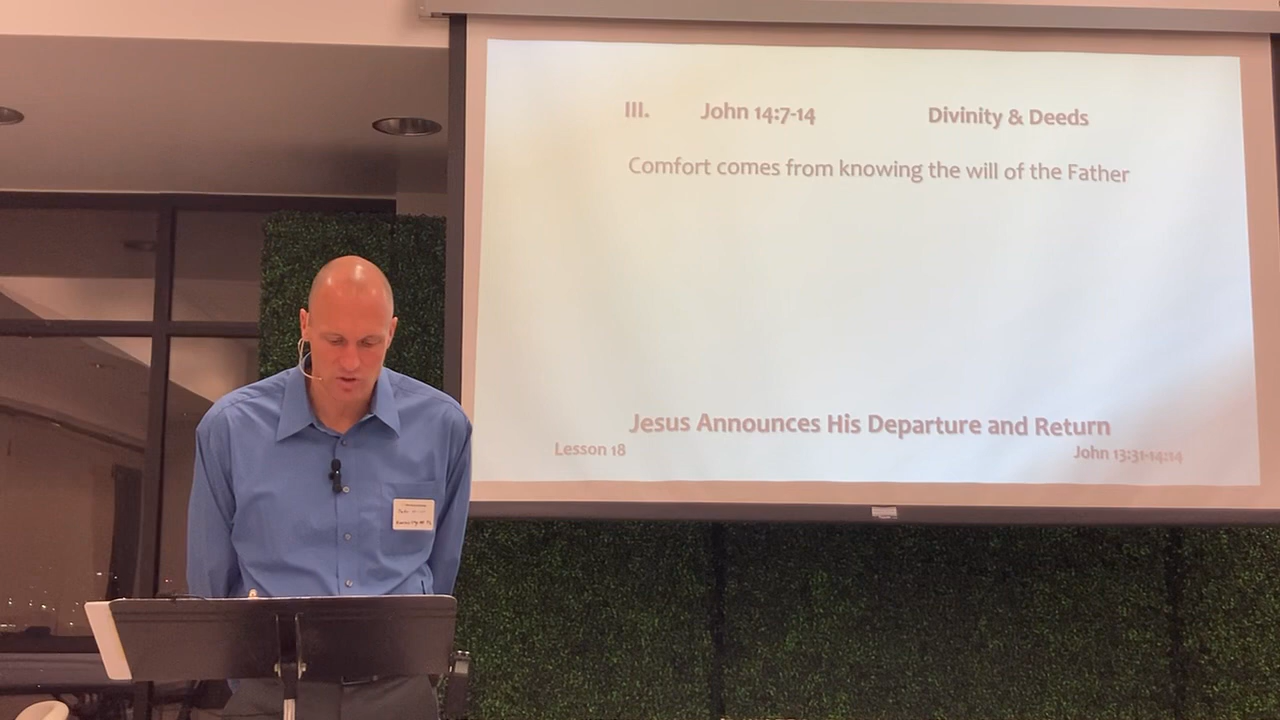 III. John 14:7-14 Divinity & Deeds
Comfort comes from knowing the will of the Father
Jesus Announces His Departure and Return
Lesson 18 John 13:31-14:14